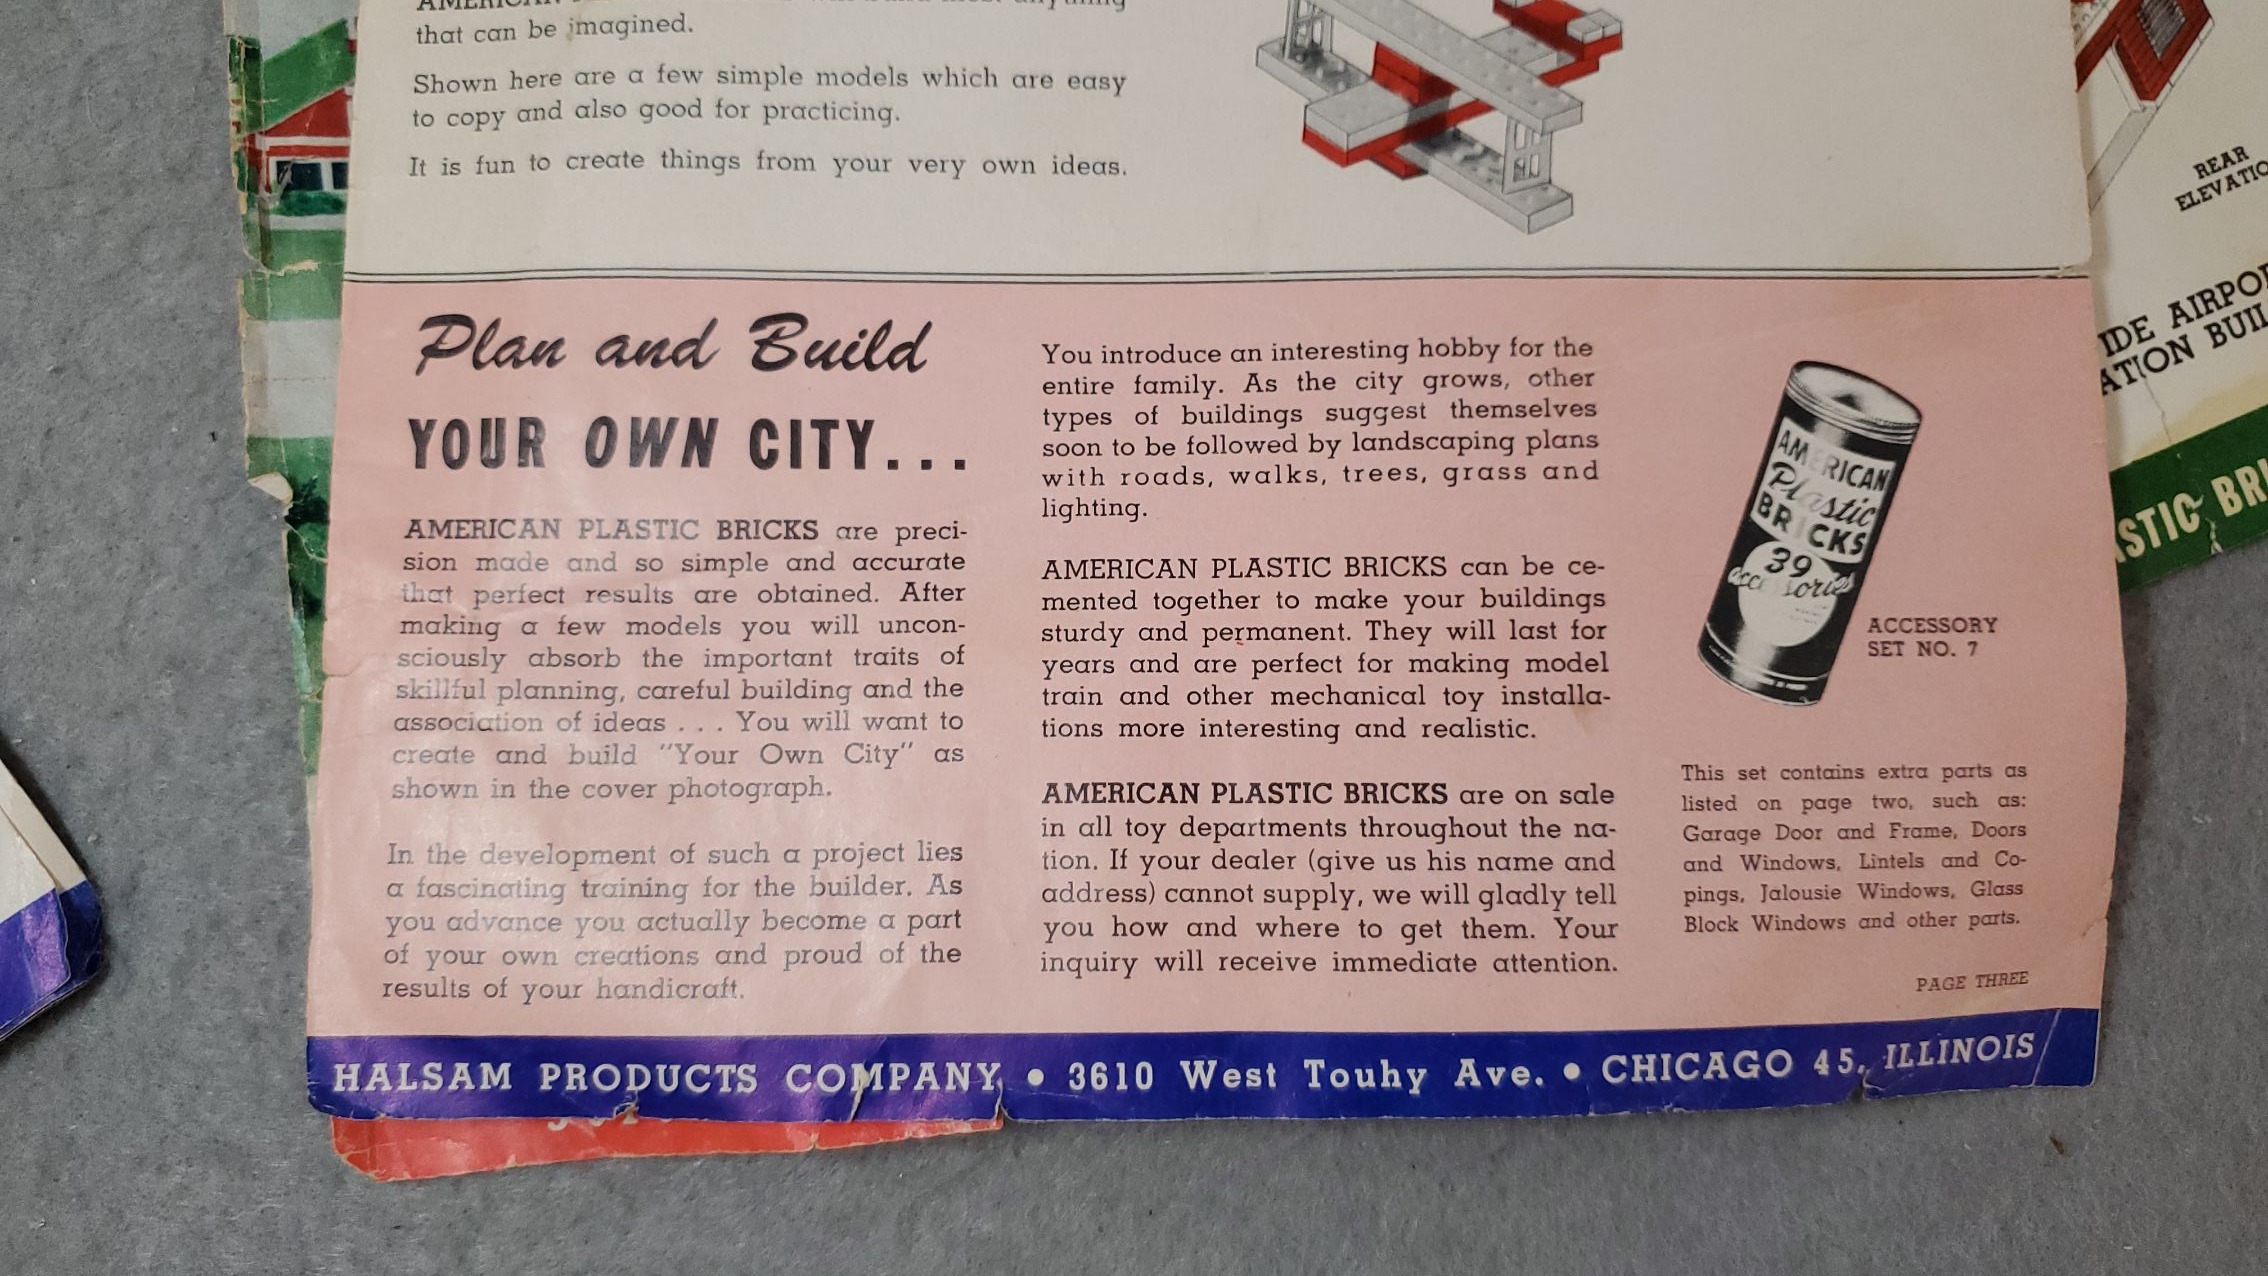 that can be imagined.
Shown here are a few simple models which are easy
to copy and also good for practicing.
It is fun to create things from your very own ideas.
Plan and Build
YOUR OWN CITY...
AMERICAN PLASTIC BRICKS are preci-
sion made and so simple and accurate
that perfect results are obtained. After
making a few models you will uncon-
sciously absorb the important traits of
skillful planning, careful building and the
association of ideas . . . You will want to
create and build "Your Own City" as
shown in the cover photograph.
In the development of such a project lies
a fascinating training for the builder. As
you advance you actually become a part
of your own creations and proud of the
results of your handicraft.
You introduce an interesting hobby for the
entire family. As the city grows, other
types of buildings suggest themselves
soon to be followed by landscaping plans
with roads, walks, trees, grass and
lighting.
AMERICAN PLASTIC BRICKS can be ce-
mented together to make your buildings
sturdy and permanent. They will last for
years and are perfect for making model
train and other mechanical toy installa-
tions more interesting and realistic.
AMERICAN PLASTIC BRICKS are on sale
in all toy departments throughout the na-
tion. If your dealer (give us his name and
address) cannot supply, we will gladly tell
you how and where to get them. Your
inquiry will receive immediate attention.
AMERICAN
Plastic
BRICKS
39
accessories
ACCESSORY
SET NO. 7
This set contains extra parts as
listed on page two, such as:
Garage Door and Frame, Doors
and Windows, Lintels and Co-
pings, Jalousie Windows, Glass
Block Windows and other parts.
PAGE THREE
HALSAM PRODUCTS COMPANY • 3610 West Touhy Ave. • CHICAGO 45, ILLINOIS
REAR